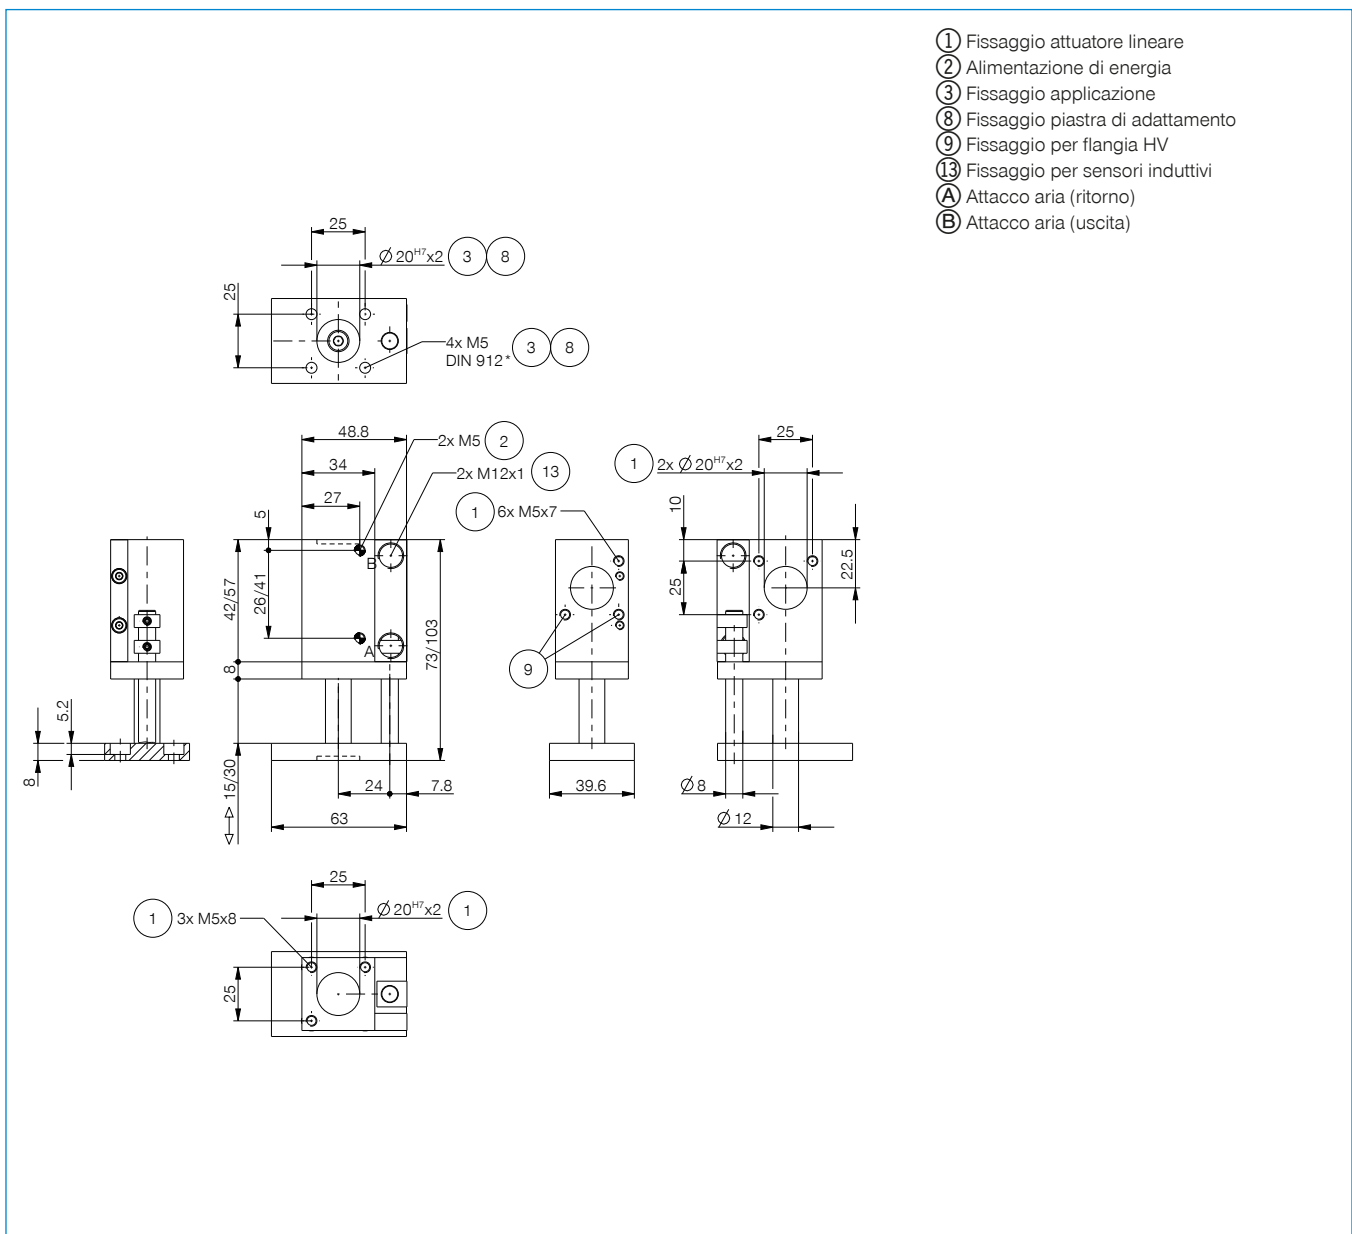 ① Fissaggio attuatore lineare
② Alimentazione di energia
③ Fissaggio applicazione
⑧ Fissaggio piastra di adattamento
⑨ Fissaggio per flangia HV
⑬ Fissaggio per sensori induttivi
Ⓐ Attacco aria (ritorno)
Ⓑ Attacco aria (uscita)
25
Ø 20H7x2 3 8
25
4x M5
DIN 912* 3 8
48.8
2x M5 2
34
2x M12x1 13
27
5
B
42/57
26/41
A
8
73/103
1 6x M5x7
9
25
1 2x Ø 20H7x2
10
25
22.5
5.2
8
15/30
24
7.8
63
39.6
Ø 8
Ø 12
25
1 3x M5x8
Ø 20H7x2 1
25